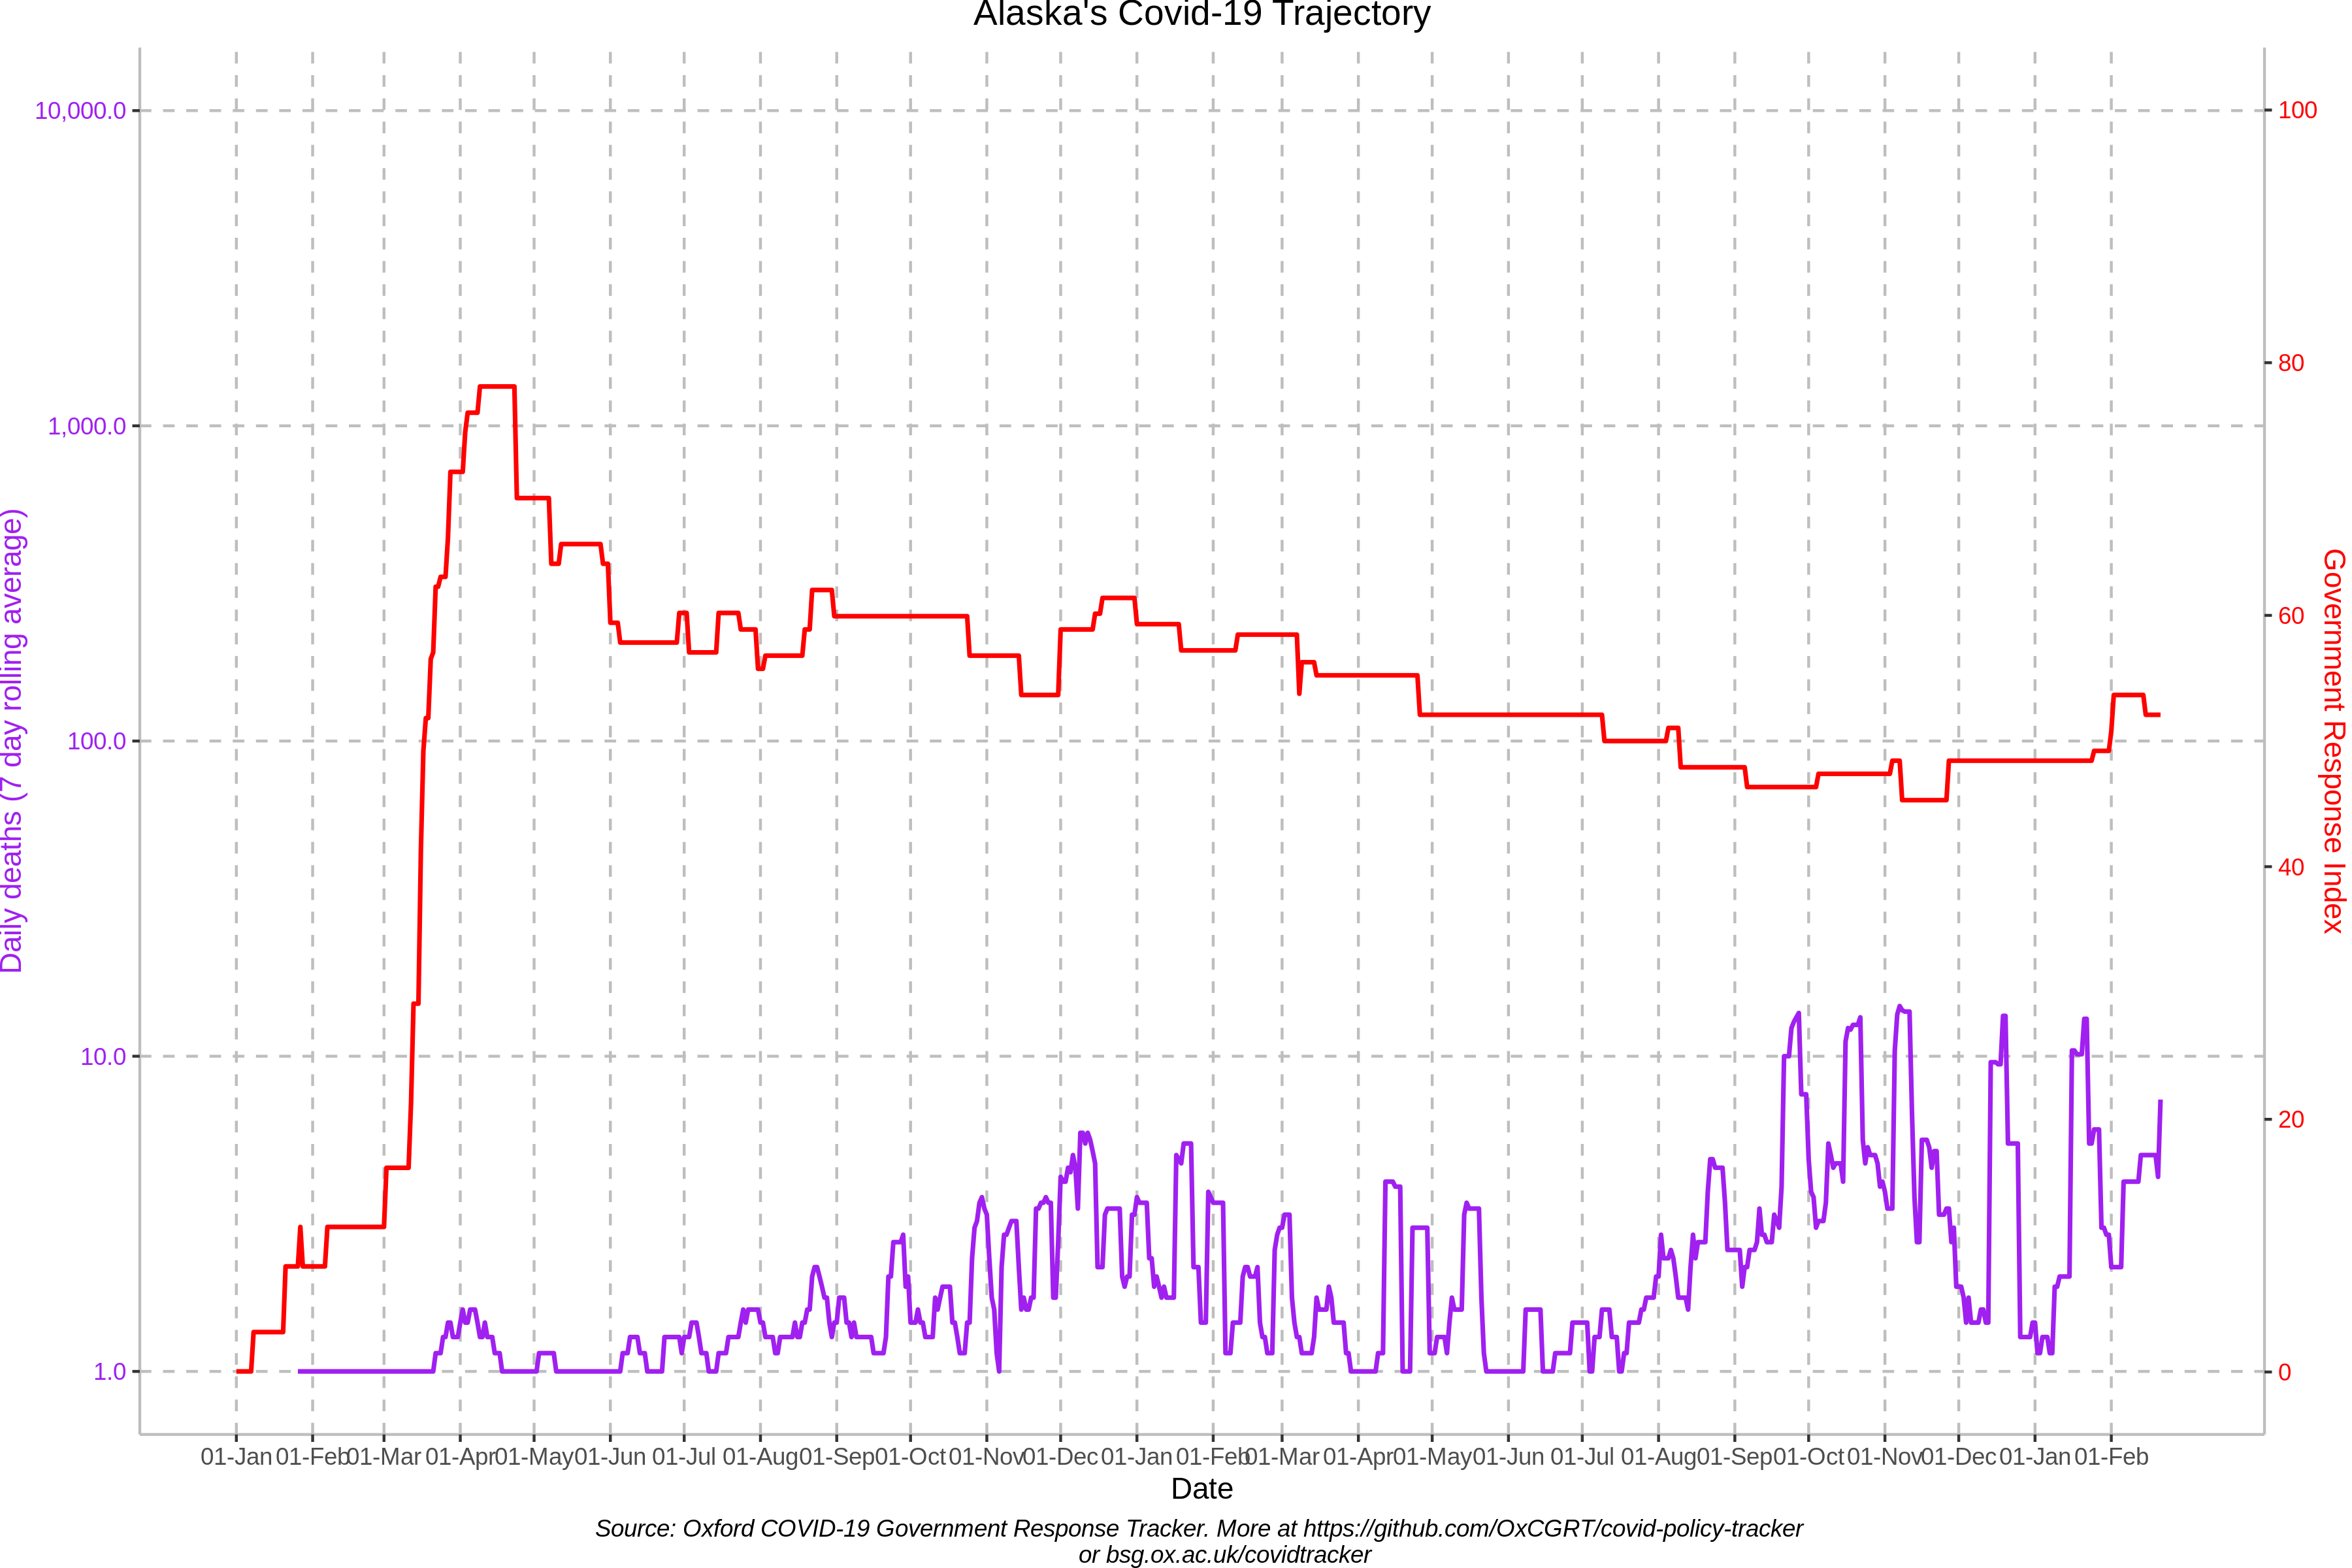 Alaska's Covid-19 Trajectory
10,000.0
1,000.0
100.0
10.0
1.0
Daily deaths (7 day rolling average)
100
80
60
40
20
0
Government Response Index
01-Jan 01-Feb 01-Mar 01-Apr 01-May 01-Jun 01-Jul 01-Aug 01-Sep 01-Oct 01-Nov 01-Dec 01-Jan 01-Feb 01-Mar 01-Apr 01-May 01-Jun 01-Jul 01-Aug 01-Sep 01-Oct 01-Nov 01-Dec 01-Jan 01-Feb
Date
Source: Oxford COVID-19 Government Response Tracker. More at https://github.com/OxCGRT/covid-policy-tracker
or bsg.ox.ac.uk/covidtracker